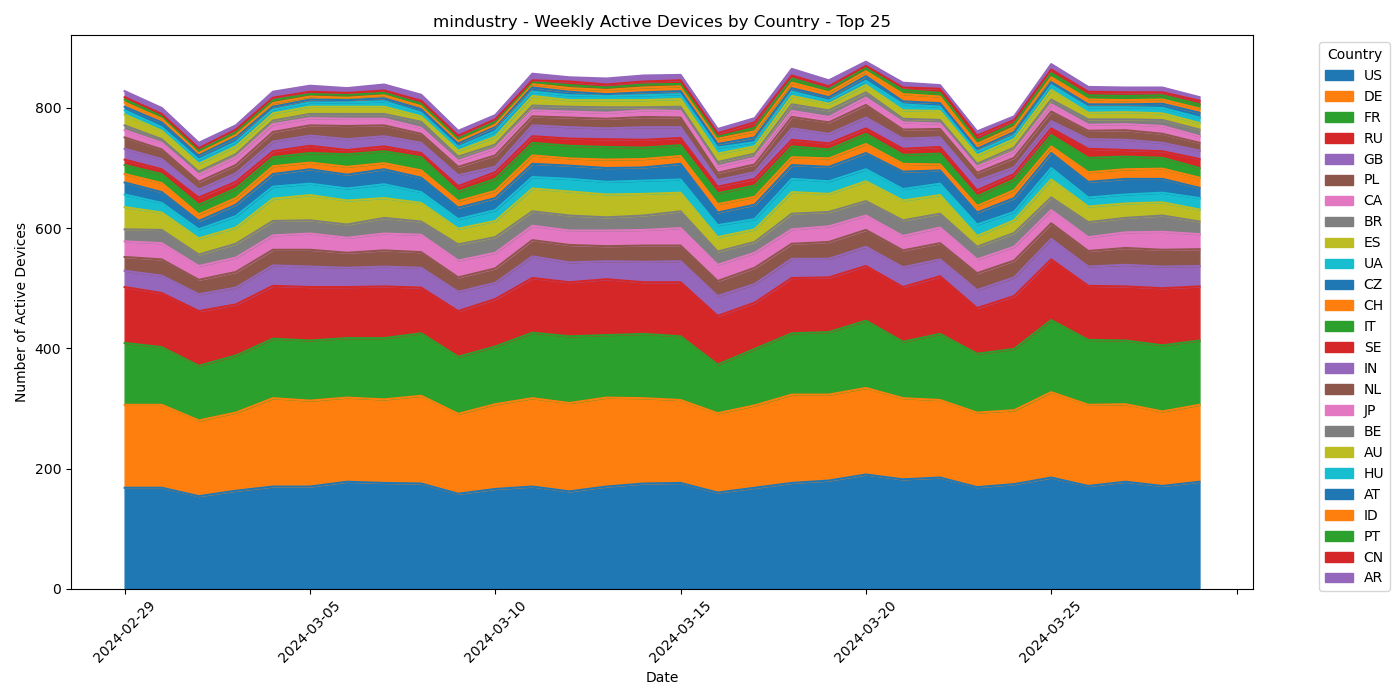 mindustry - Weekly Active Devices by Country - Top 25
Number of Active Devices
800
600
400
200
0
2024-02-29
2024-03-05
2024-03-10
2024-03-15
2024-03-20
2024-03-25
Date
Country
US
DE
FR
RU
GB
PL
CA
BR
ES
UA
CZ
CH
IT
SE
IN
NL
JP
BE
AU
HU
AT
ID
PT
CN
AR